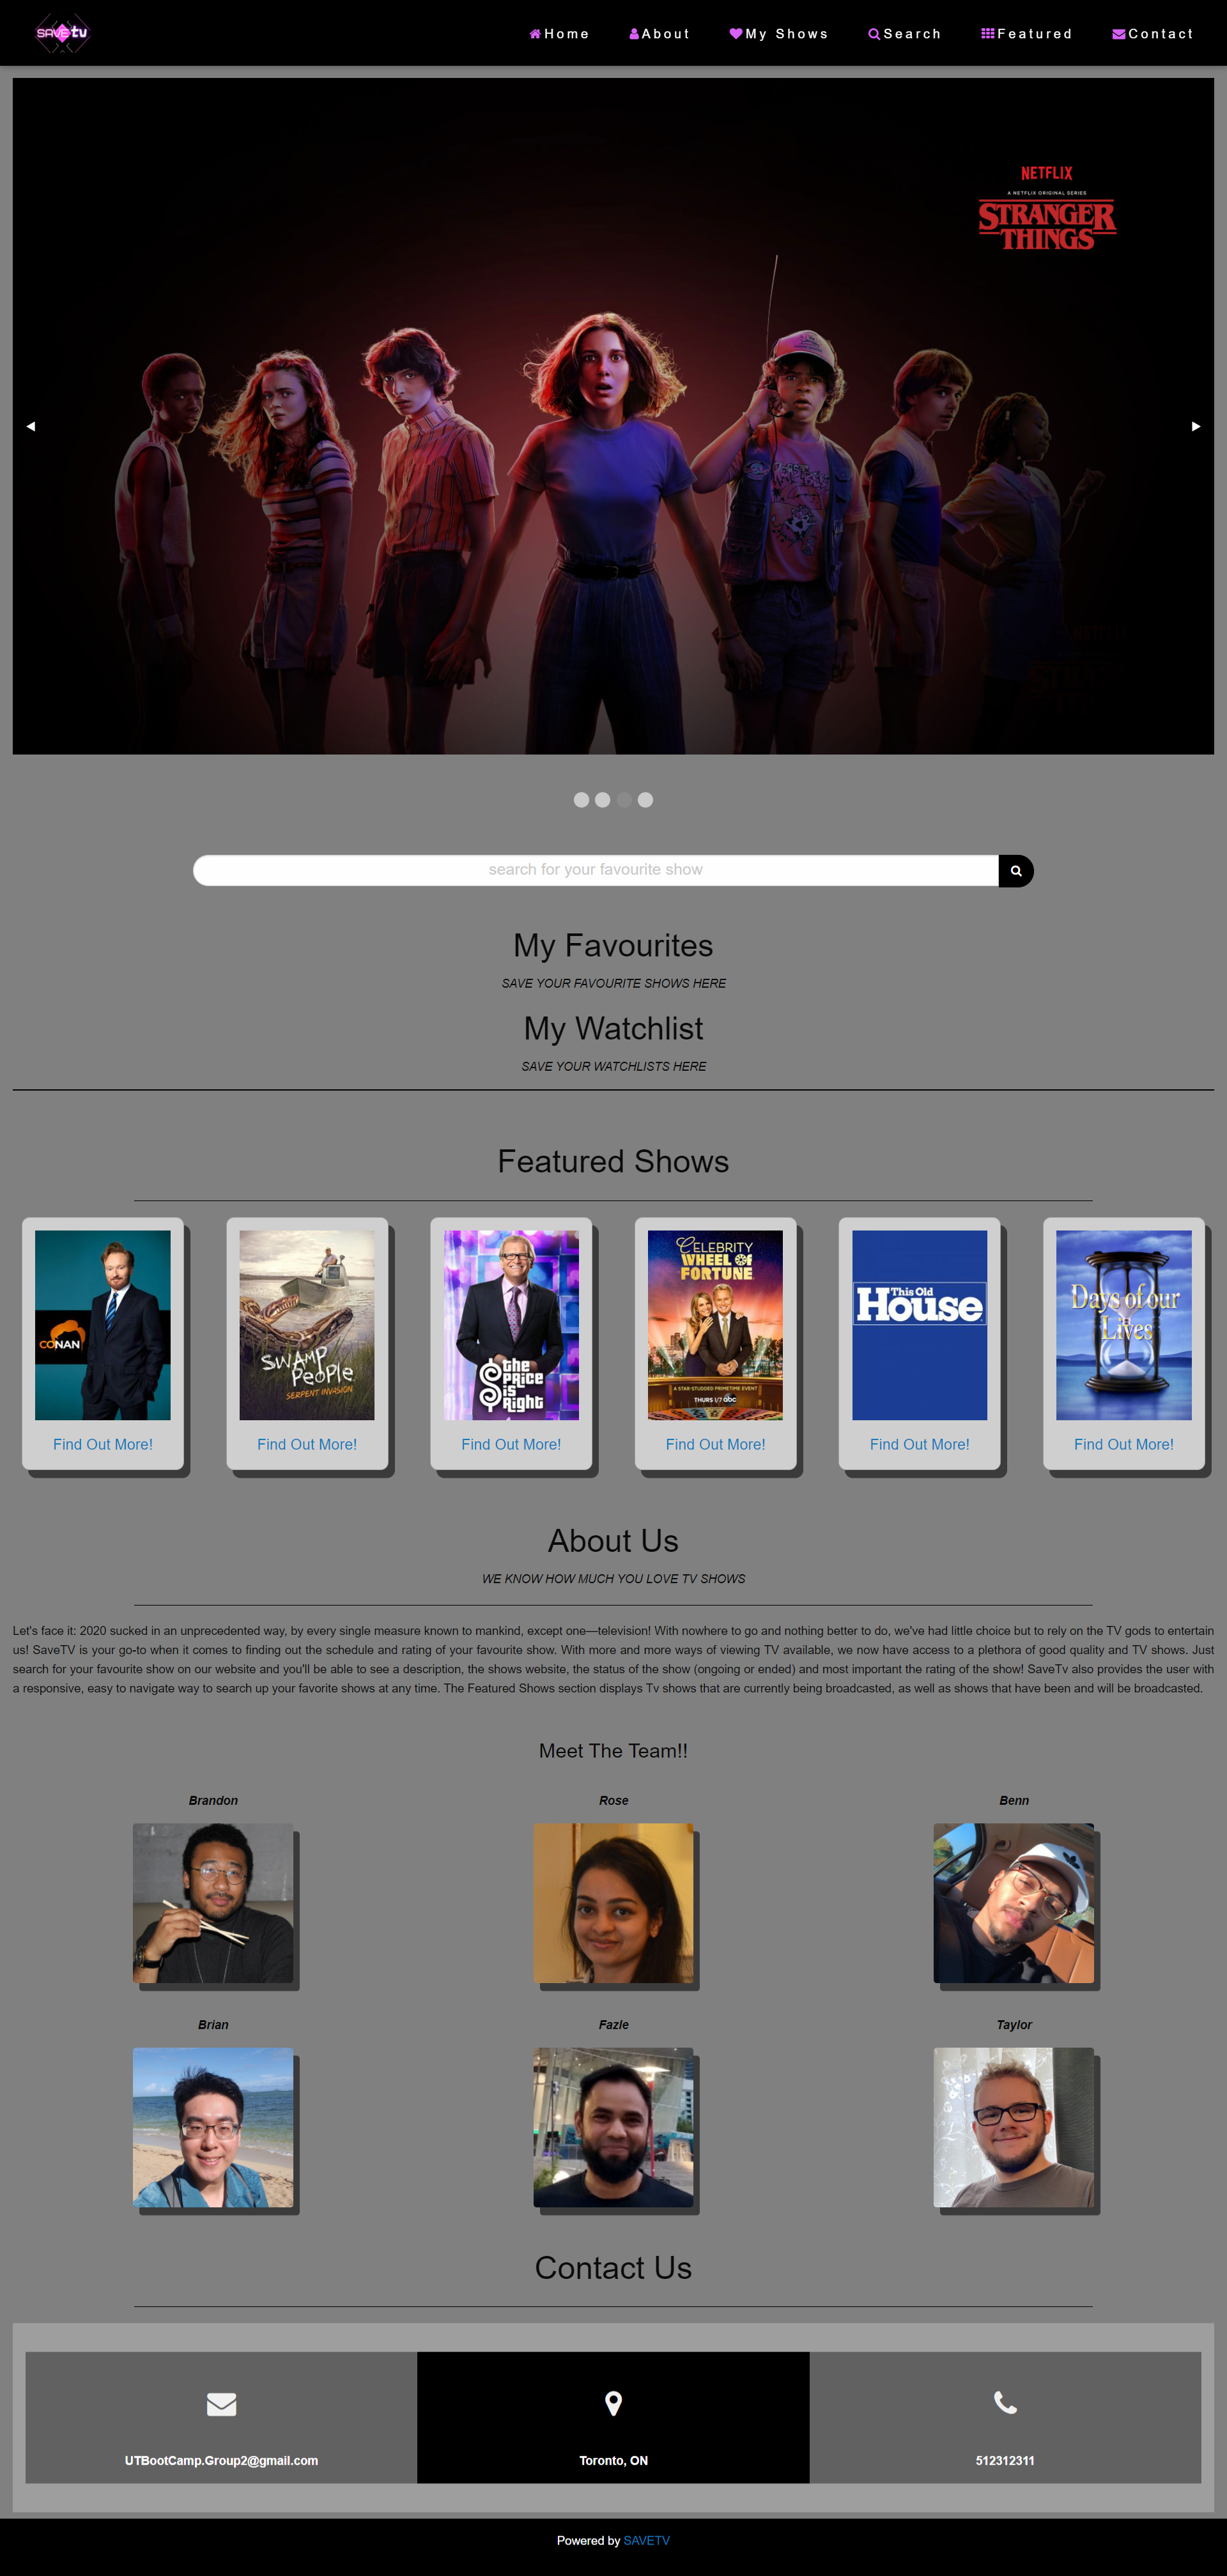 SAVE tv
Home About My Shows Search Featured Contact
NETFLIX
A NETFLIX ORIGINAL SERIES
STRANGER
THINGS
search for your favourite show
My Favourites
SAVE YOUR FAVOURITE SHOWS HERE
My Watchlist
SAVE YOUR WATCHLISTS HERE
Featured Shows
CONAN
SWAMP
PEOPLE
SERPENT INVASION
the
PRICE
is
Right
CELEBRITY
WHEEL OF
FORTUNE
A STAR-STUDDED PRIMETIME EVENT
THURS 1/7 abc
This Old
House
Days of our
Lives
Find Out More! Find Out More! Find Out More! Find Out More! Find Out More! Find Out More!
About Us
WE KNOW HOW MUCH YOU LOVE TV SHOWS
Let's face it: 2020 sucked in an unprecedented way, by every single measure known to mankind, except one—television! With nowhere to go and nothing better to do, we've had little choice but to rely on the TV gods to entertain
us! SaveTV is your go-to when it comes to finding out the schedule and rating of your favourite show. With more and more ways of viewing TV available, we now have access to a plethora of good quality and TV shows. Just
search for your favourite show on our website and you'll be able to see a description, the shows website, the status of the show (ongoing or ended) and most important the rating of the show! SaveTV also provides the user with
a responsive, easy to navigate way to search up your favorite shows at any time. The Featured Shows section displays Tv shows that are currently being broadcasted, as well as shows that have been and will be broadcasted.
Meet The Team!!
Brandon Rose Benn
Brian Fazle Taylor
Contact Us
UTBootCamp.Group2@gmail.com Toronto, ON 512312311
Powered by SAVETV